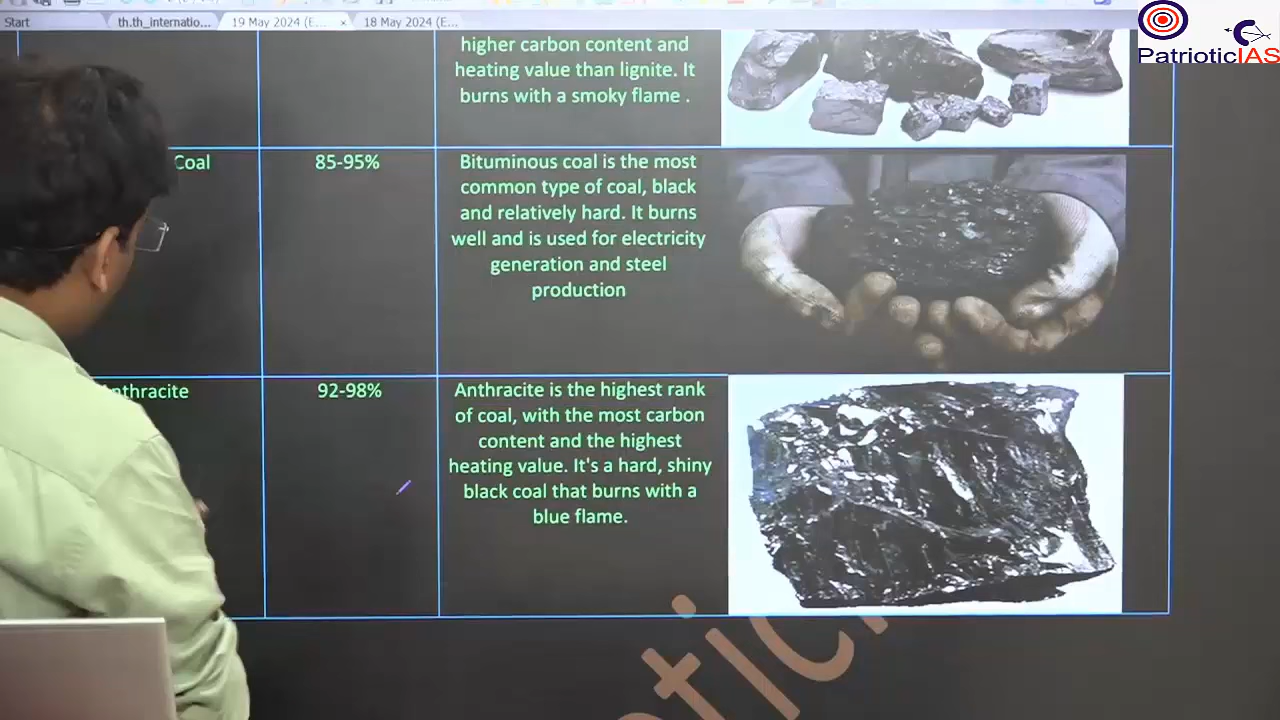 Start
th.th_internatio...
19 May 2024 (E...
×
18 May 2024 (E...
PatrioticIAS
higher carbon content and
heating value than lignite. It
burns with a smoky flame .
Coal
85-95%
Bituminous coal is the most
common type of coal, black
and relatively hard. It burns
well and is used for electricity
generation and steel
production
Anthracite
92-98%
Anthracite is the highest rank
of coal, with the most carbon
content and the highest
heating value. It's a hard, shiny
black coal that burns with a
blue flame.